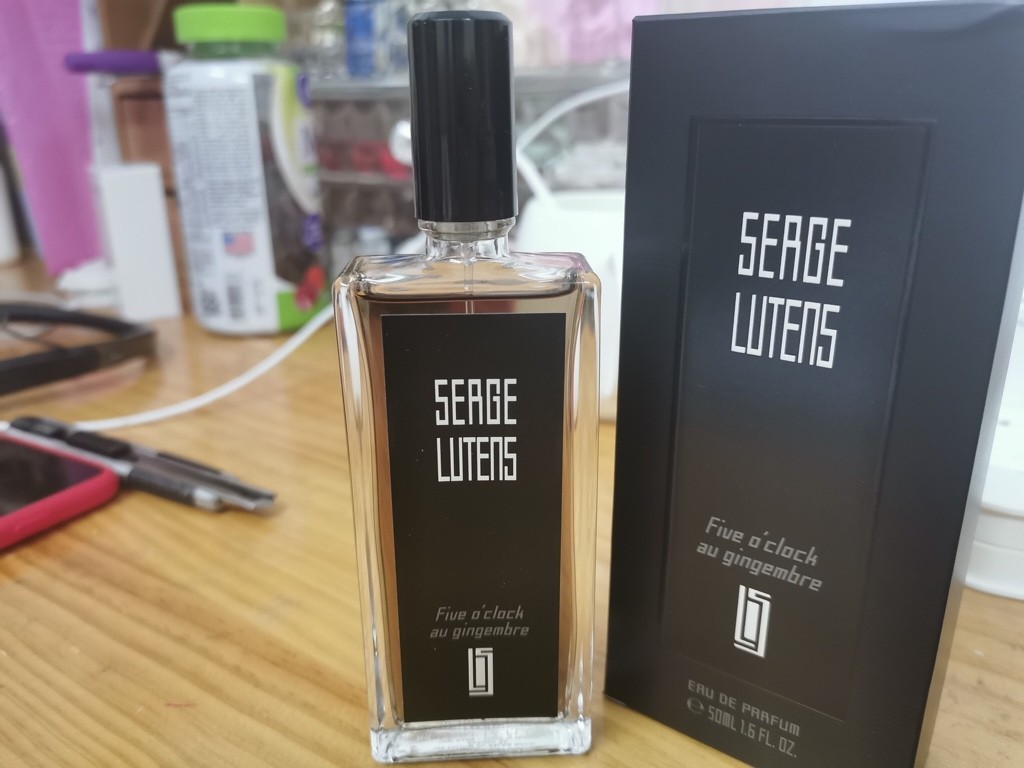 SERGE
LUTENS
Five o'clock
au gingembre
SERGE
LUTENS
Five o'clock
au gingembre
EAU DE PARFUM
℮ 50ML 1.6 FL. OZ.